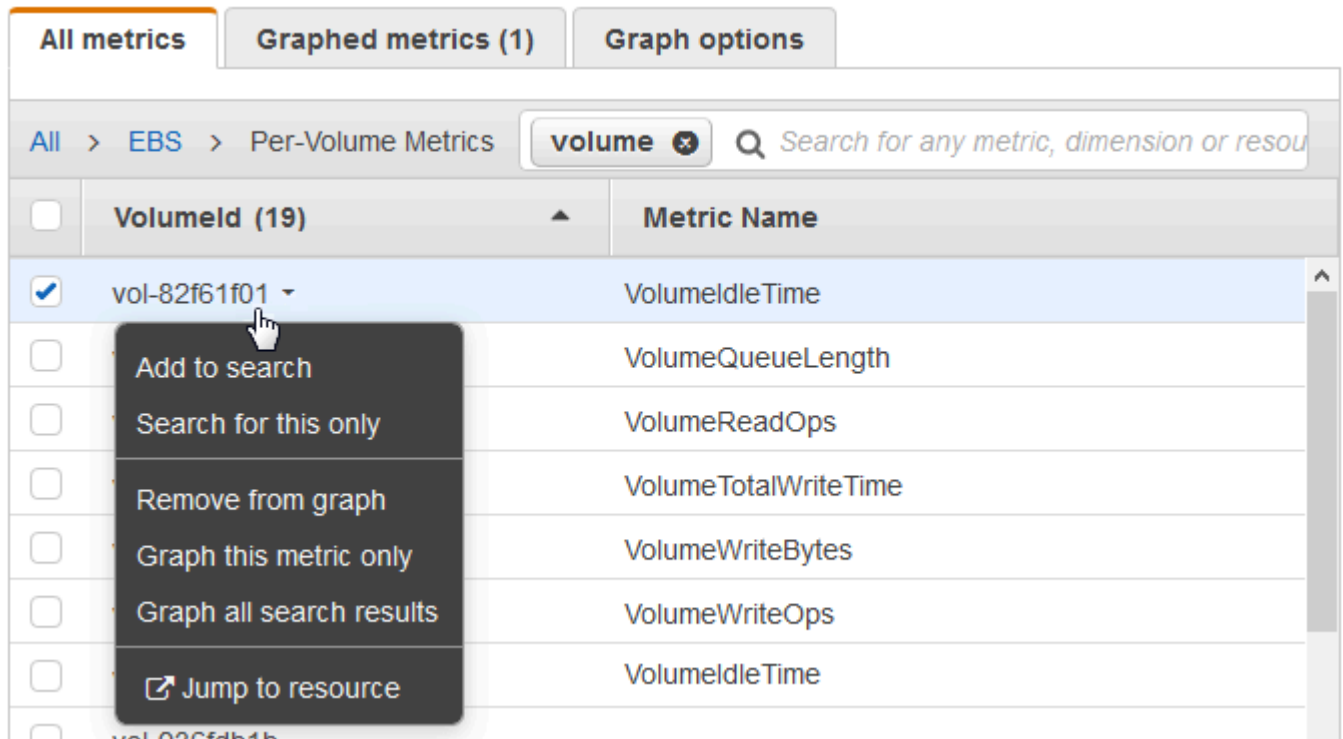 All metrics Graphed metrics (1) Graph options
All > EBS > Per-Volume Metrics volume Search for any metric, dimension or resou
VolumeId (19) Metric Name
vol-82f61f01 VolumeIdleTime
Add to search VolumeQueueLength
Search for this only VolumeReadOps
VolumeTotalWriteTime
Remove from graph
Graph this metric only VolumeWriteBytes
Graph all search results VolumeWriteOps
Jump to resource VolumeIdleTime